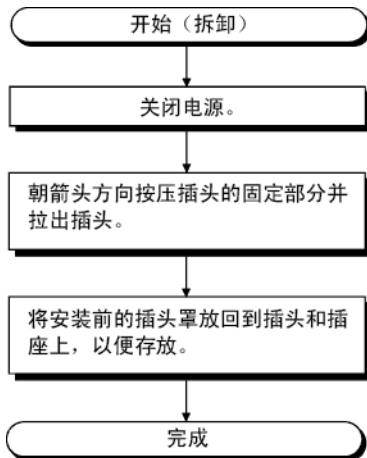 开始（拆卸）
关闭电源。
朝箭头方向按压插头的固定部分并
拉出插头。
将安装前的插头罩放回到插头和插
座上，以便存放。
完成